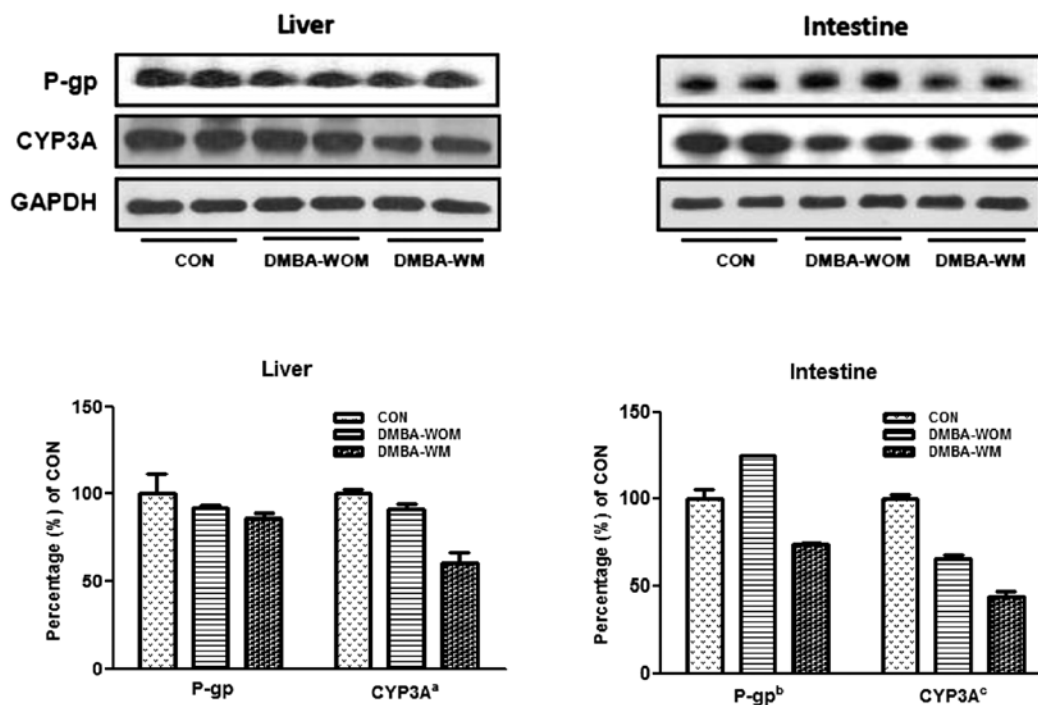 Liver
P-gp
CYP3A
GAPDH
CON DMBA-WOM DMBA-WM
Intestine
CON DMBA-WOM DMBA-WM
Liver
Percentage (%) of CON
150
100
50
0
CON
DMBA-WOM
DMBA-WM
P-gp CYP3Aᵃ
Intestine
Percentage (%) of CON
150
100
50
0
CON
DMBA-WOM
DMBA-WM
P-gpᵇ CYP3Aᶜ